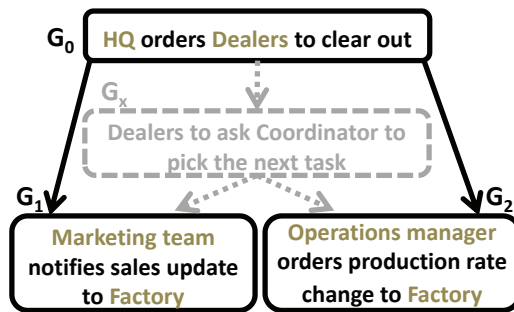 G0
HQ orders Dealers to clear out
Gx
Dealers to ask Coordinator to
pick the next task
G1
G2
Marketing team
notifies sales update
to Factory
Operations manager
orders production rate
change to Factory